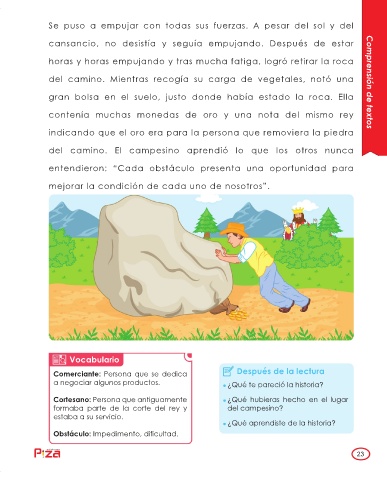 Se puso a empujar con todas sus fuerzas. A pesar del sol y del
cansancio, no desistía y seguía empujando. Después de estar
horas y horas empujando y tras mucha fatiga, logró retirar la roca
del camino. Mientras recogía su carga de vegetales, notó una
gran bolsa en el suelo, justo donde había estado la roca. Ella
contenía muchas monedas de oro y una nota del mismo rey
indicando que el oro era para la persona que removiera la piedra
del camino. El campesino aprendió lo que los otros nunca
entendieron: “Cada obstáculo presenta una oportunidad para
mejorar la condición de cada uno de nosotros”.
Comprensión de textos
Vocabulario
Comerciante: Persona que se dedica
a negociar algunos productos.
Cortesano: Persona que antiguamente
formaba parte de la corte del rey y
estaba a su servicio.
Obstáculo: Impedimento, dificultad.
Después de la lectura
¿Qué te pareció la historia?
¿Qué hubieras hecho en el lugar
del campesino?
¿Qué aprendiste de la historia?
23